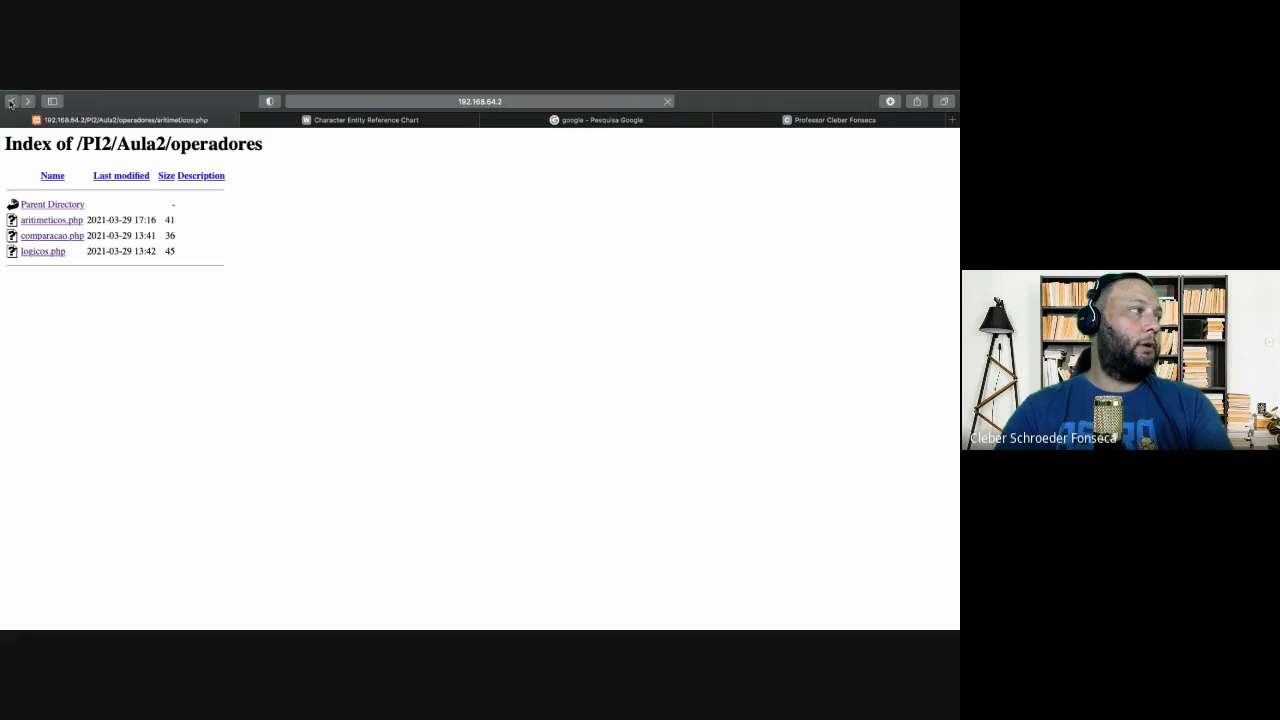 192.168.64.2
192.168.64.2/PI2/Aula2/operadores/aritimeticos.php
Character Entity Reference Chart
google - Pesquisa Google
Professor Cleber Fonseca
Index of /PI2/Aula2/operadores
Name Last modified Size Description
Parent Directory -
aritimeticos.php 2021-03-29 17:16 41
comparacao.php 2021-03-29 13:41 36
logicos.php 2021-03-29 13:42 45
Cleber Schroeder Fonseca